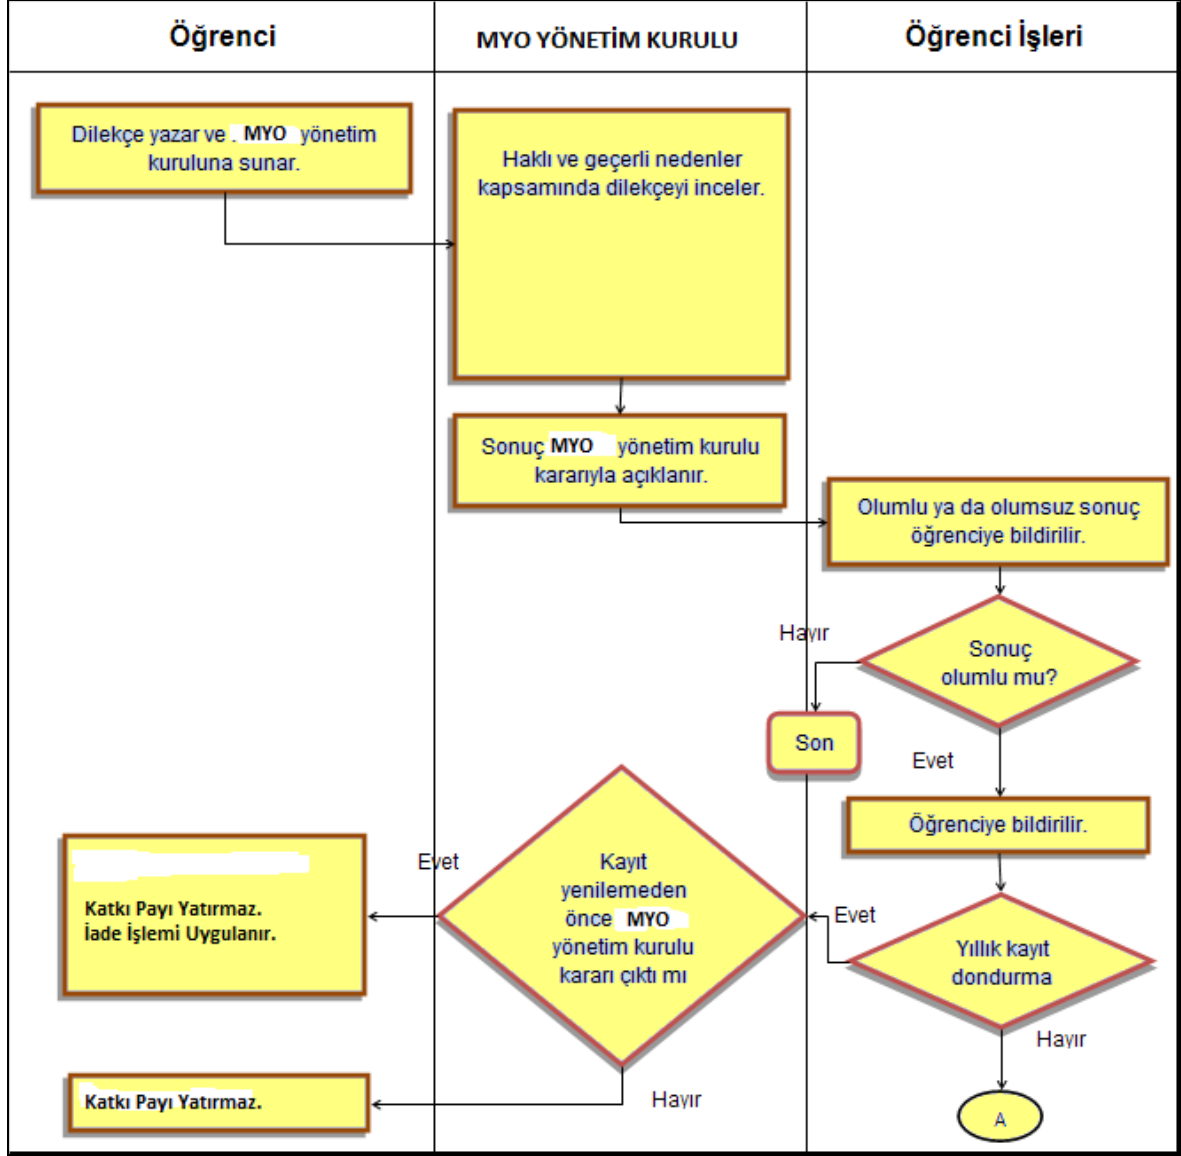 Öğrenci
MYO YÖNETİM KURULU
Öğrenci İşleri
Dilekçe yazar ve . MYO yönetim
kuruluna sunar.
Haklı ve geçerli nedenler
kapsamında dilekçeyi inceler.
Sonuç MYO yönetim kurulu
kararıyla açıklanır.
Olumlu ya da olumsuz sonuç
öğrenciye bildirilir.
Hayır
Sonuç
olumlu mu?
Son
Evet
Öğrenciye bildirilir.
Evet
Kayıt
yenilemeden
önce MYO
yönetim kurulu
kararı çıktı mı
Evet
Yıllık kayıt
dondurma
Katkı Payı Yatırmaz.
İade İşlemi Uygulanır.
Hayır
Katkı Payı Yatırmaz.
Hayır
A